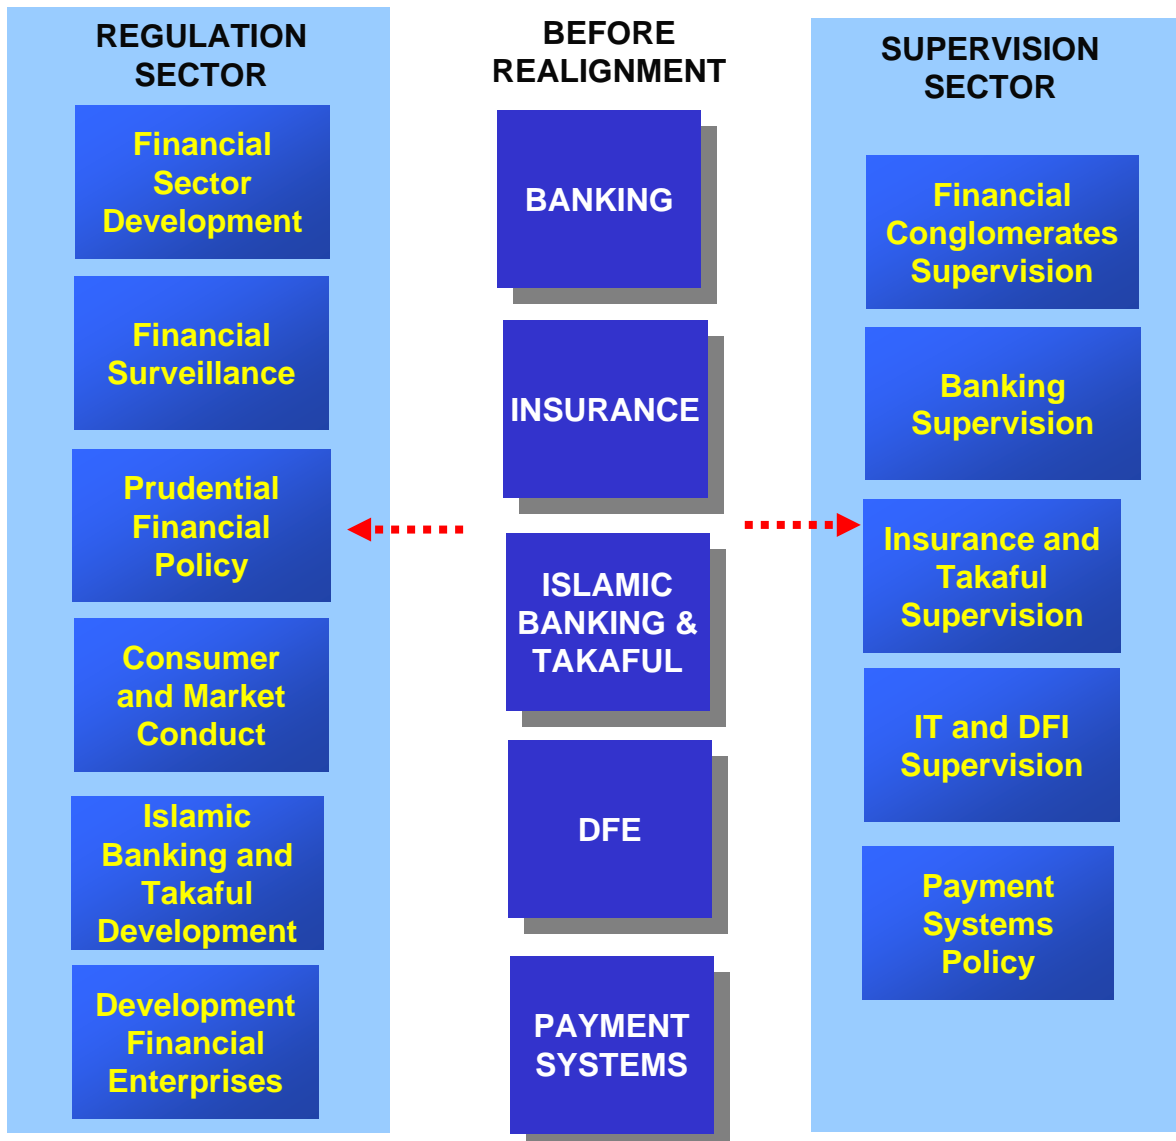 REGULATION
SECTOR
Financial
Sector
Development
Financial
Surveillance
Prudential
Financial
Policy
Consumer
and Market
Conduct
Islamic
Banking and
Takaful
Development
Development
Financial
Enterprises
BEFORE
REALIGNMENT
BANKING
INSURANCE
ISLAMIC
BANKING &
TAKAFUL
DFE
PAYMENT
SYSTEMS
SUPERVISION
SECTOR
Financial
Conglomerates
Supervision
Banking
Supervision
Insurance and
Takaful
Supervision
IT and DFI
Supervision
Payment
Systems
Policy